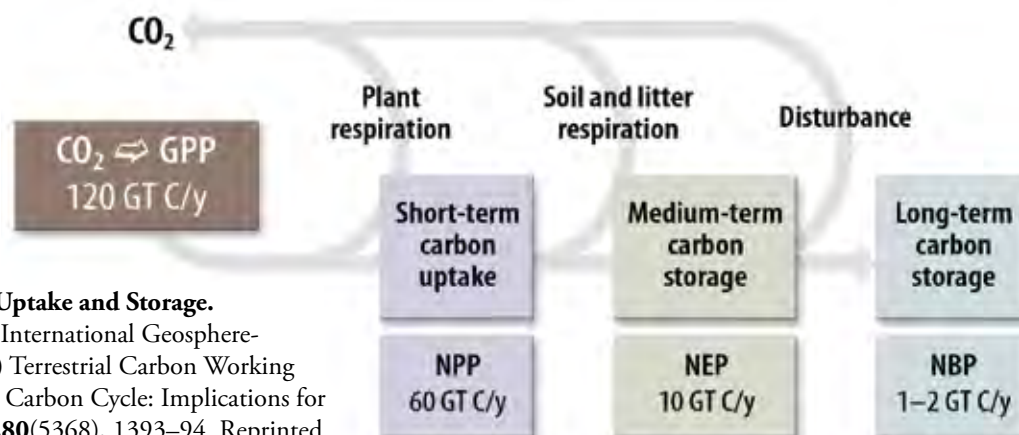 CO₂
Plant
respiration
Soil and litter
respiration
Disturbance
CO₂ ⇨ GPP
120 GT C/y
Short-term
carbon
uptake
Medium-term
carbon
storage
Long-term
carbon
storage
NPP
60 GT C/y
NEP
10 GT C/y
NBP
1–2 GT C/y
Uptake and Storage.
International Geosphere-
) Terrestrial Carbon Working
Carbon Cycle: Implications for
80(5368), 1393–94. Reprinted